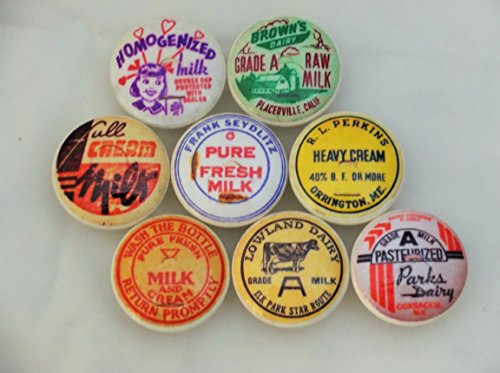 HOMOGENIZED
milk
DOUBLE CAP
PROTECTED
WITH
SEALER
BROWN'S
DAIRY
GRADE A RAW
MILK
PLACERVILLE, CALIF
Full
CREAM
Milk
FRANK SEYDLITZ
PURE
FRESH
MILK
R. L. PERKINS
HEAVY CREAM
40% B. F. OR MORE
ORRINGTON, ME.
WASH THE BOTTLE
PURE FRESH
MILK
AND
CREAM
RETURN PROMPTLY
LOWLAND DAIRY
GRADE A MILK
ELK PARK STAR ROUTE
GRADE A MILK
PASTEURIZED
Parks
Dairy
COXSACKIE,
N.Y.